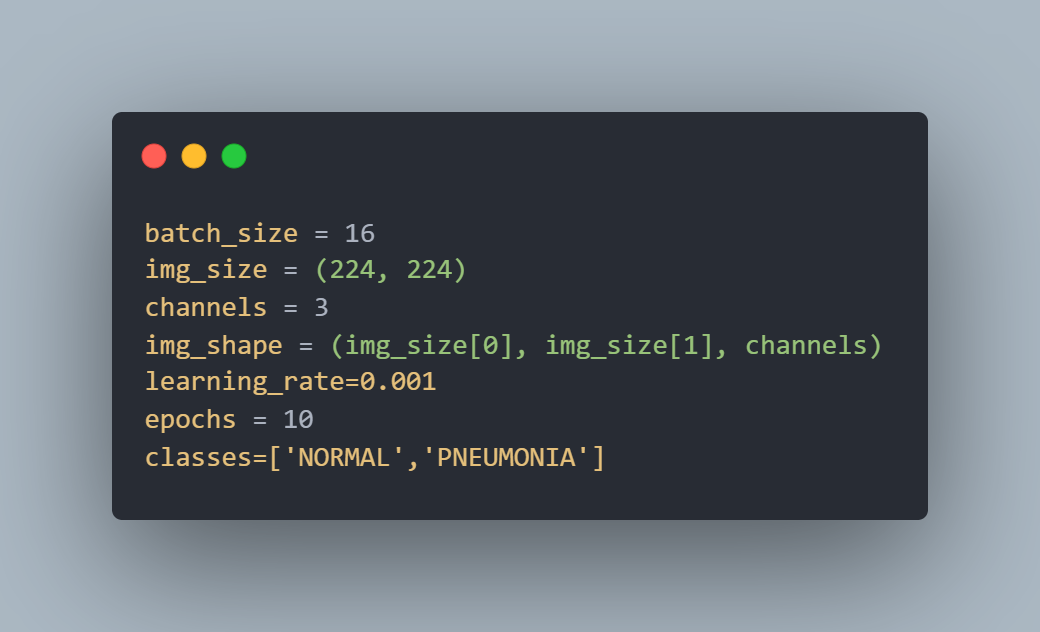 batch_size = 16
img_size = (224, 224)
channels = 3
img_shape = (img_size[0], img_size[1], channels)
learning_rate=0.001
epochs = 10
classes=['NORMAL','PNEUMONIA']